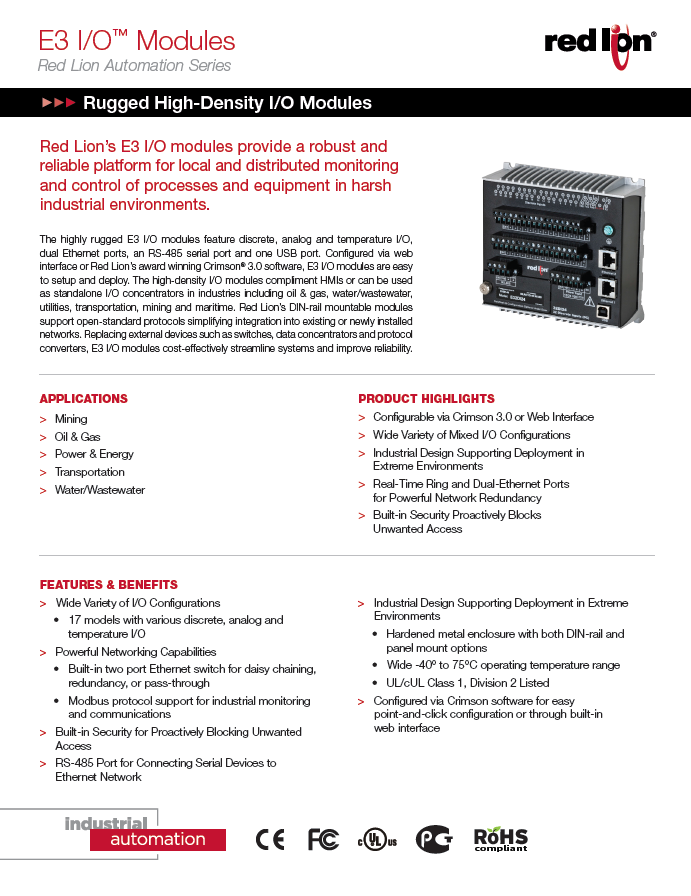 E3 I/O™ Modules
Red Lion Automation Series
red lion®
Rugged High-Density I/O Modules
Red Lion's E3 I/O modules provide a robust and
reliable platform for local and distributed monitoring
and control of processes and equipment in harsh
industrial environments.
The highly rugged E3 I/O modules feature discrete, analog and temperature I/O,
dual Ethernet ports, an RS-485 serial port and one USB port. Configured via web
interface or Red Lion's award winning Crimson® 3.0 software, E3 I/O modules are easy
to setup and deploy. The high-density I/O modules compliment HMIs or can be used
as standalone I/O concentrators in industries including oil & gas, water/wastewater,
utilities, transportation, mining and maritime. Red Lion's DIN-rail mountable modules
support open-standard protocols simplifying integration into existing or newly installed
networks. Replacing external devices such as switches, data concentrators and protocol
converters, E3 I/O modules cost-effectively streamline systems and improve reliability.
red lion
APPLICATIONS
> Mining
> Oil & Gas
> Power & Energy
> Transportation
> Water/Wastewater
PRODUCT HIGHLIGHTS
> Configurable via Crimson 3.0 or Web Interface
> Wide Variety of Mixed I/O Configurations
> Industrial Design Supporting Deployment in
Extreme Environments
> Real-Time Ring and Dual-Ethernet Ports
for Powerful Network Redundancy
> Built-in Security Proactively Blocks
Unwanted Access
FEATURES & BENEFITS
> Wide Variety of I/O Configurations
• 17 models with various discrete, analog and
temperature I/O
> Powerful Networking Capabilities
• Built-in two port Ethernet switch for daisy chaining,
redundancy, or pass-through
• Modbus protocol support for industrial monitoring
and communications
> Built-in Security for Proactively Blocking Unwanted
Access
> RS-485 Port for Connecting Serial Devices to
Ethernet Network
> Industrial Design Supporting Deployment in Extreme
Environments
• Hardened metal enclosure with both DIN-rail and
panel mount options
• Wide -40º to 75ºC operating temperature range
• UL/cUL Class 1, Division 2 Listed
> Configured via Crimson software for easy
point-and-click configuration or through built-in
web interface
industrial
automation
CE FC c UL us PG RoHS
compliant